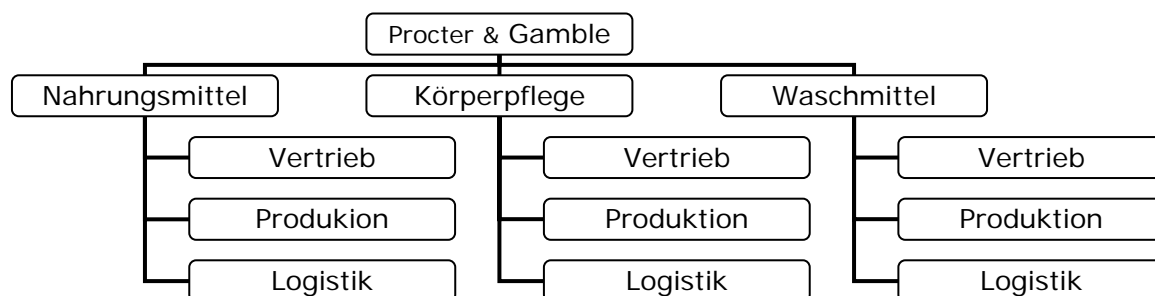 Procter & Gamble
Nahrungsmittel
Körperpflege
Waschmittel
Vertrieb
Vertrieb
Vertrieb
Produkion
Produktion
Produktion
Logistik
Logistik
Logistik